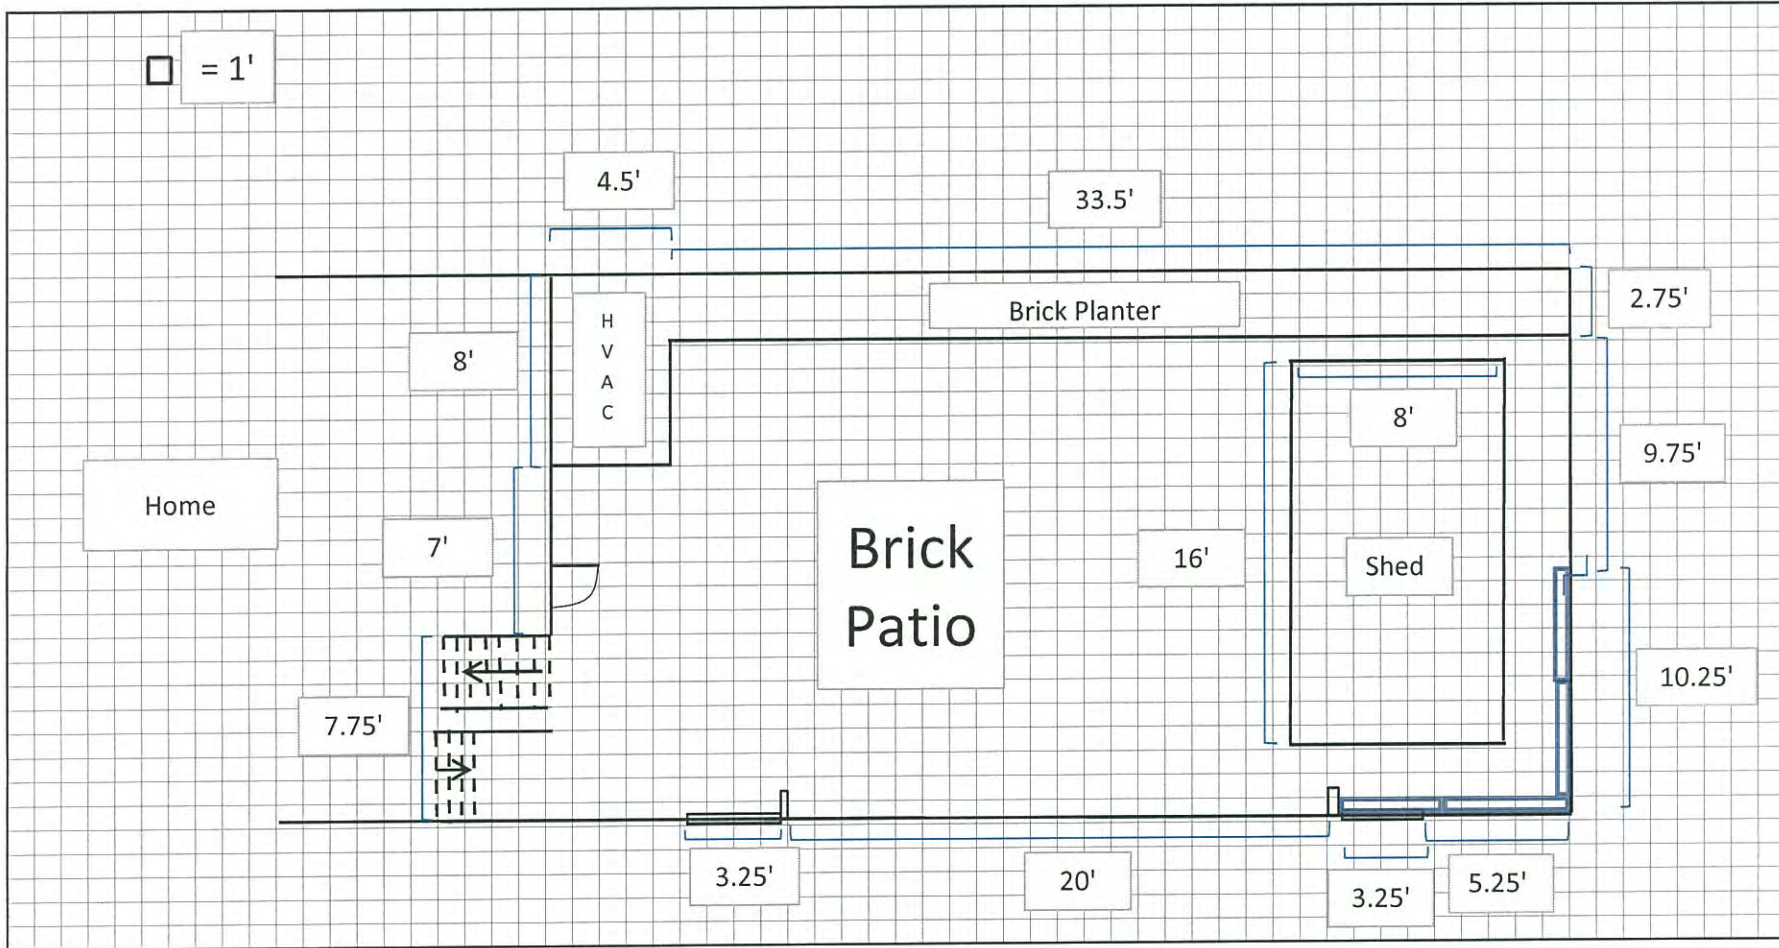 = 1'
4.5'
33.5'
Brick Planter
2.75'
H
V
A
C
8'
8'
9.75'
Home
7'
Brick
Patio
16'
Shed
10.25'
7.75'
3.25'
20'
3.25'
5.25'